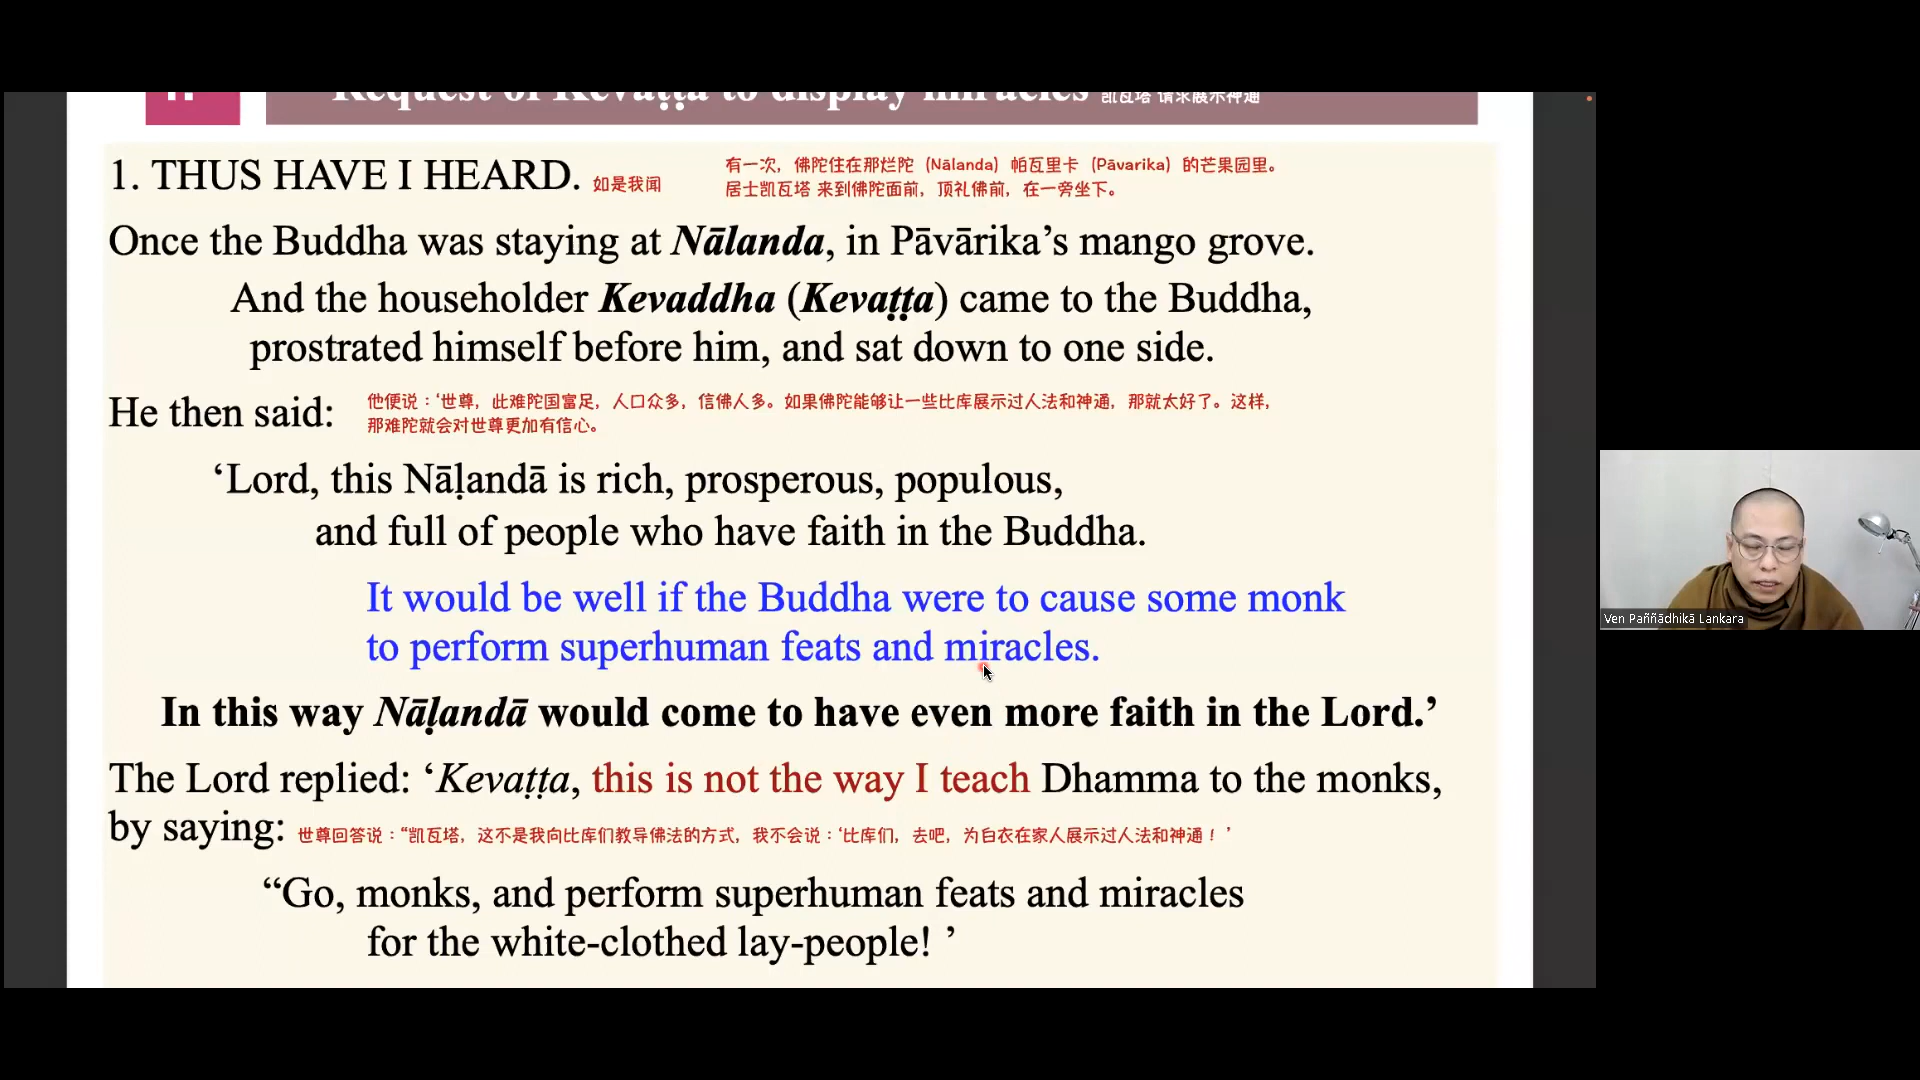 Request of Kevaṭṭa to display miracles 凯瓦塔 请求展示神通
1. THUS HAVE I HEARD. 如是我闻
有一次，佛陀住在那烂陀（Nālanda）帕瓦里卡（Pāvarika）的芒果园里。
居士凯瓦塔 来到佛陀面前，顶礼佛前，在一旁坐下。
Once the Buddha was staying at Nālanda, in Pāvārika’s mango grove.
And the householder Kevaddha (Kevaṭṭa) came to the Buddha,
prostrated himself before him, and sat down to one side.
He then said:
他便说：‘世尊，此难陀国富足，人口众多，信佛人多。如果佛陀能够让一些比库展示过人法和神通，那就太好了。这样，
那难陀就会对世尊更加有信心。
‘Lord, this Nāḷandā is rich, prosperous, populous,
and full of people who have faith in the Buddha.
It would be well if the Buddha were to cause some monk
to perform superhuman feats and miracles.
In this way Nāḷandā would come to have even more faith in the Lord.’
The Lord replied: ‘Kevaṭṭa, this is not the way I teach Dhamma to the monks,
by saying: 世尊回答说：“凯瓦塔，这不是我向比库们教导佛法的方式，我不会说：‘比库们，去吧，为白衣在家人展示过人法和神通！’
“Go, monks, and perform superhuman feats and miracles
for the white-clothed lay-people! ’
Ven Paññādhikā Lankara